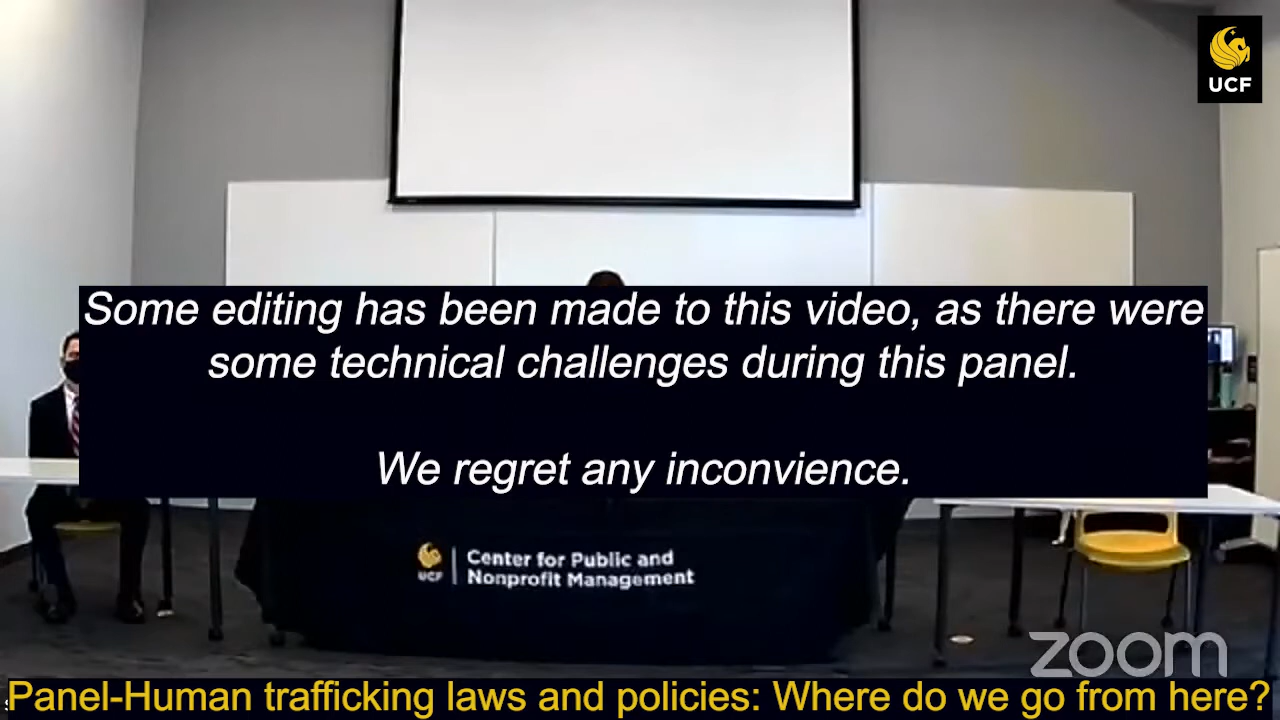 UCF
Some editing has been made to this video, as there were
some technical challenges during this panel.
We regret any inconvience.
UCF
Center for Public and
Nonprofit Management
zoom
Panel-Human trafficking laws and policies: Where do we go from here?